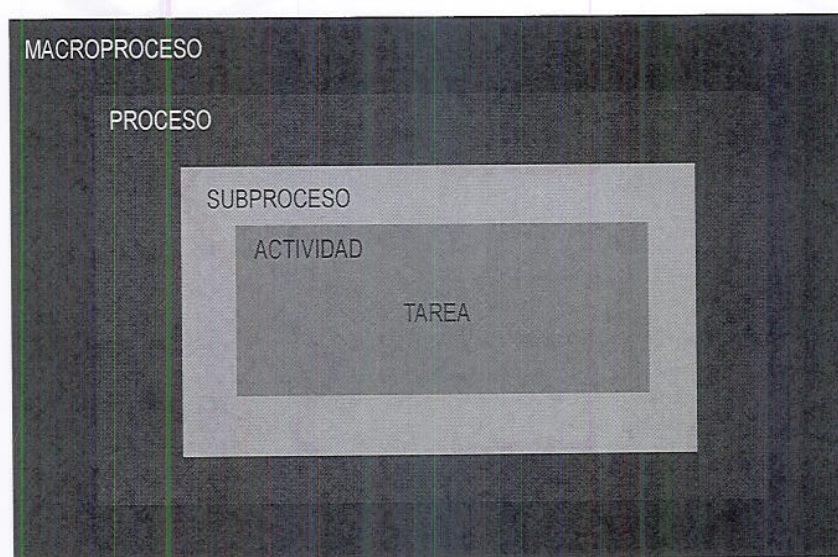 MACROPROCESO
PROCESO
SUBPROCESO
ACTIVIDAD
TAREA